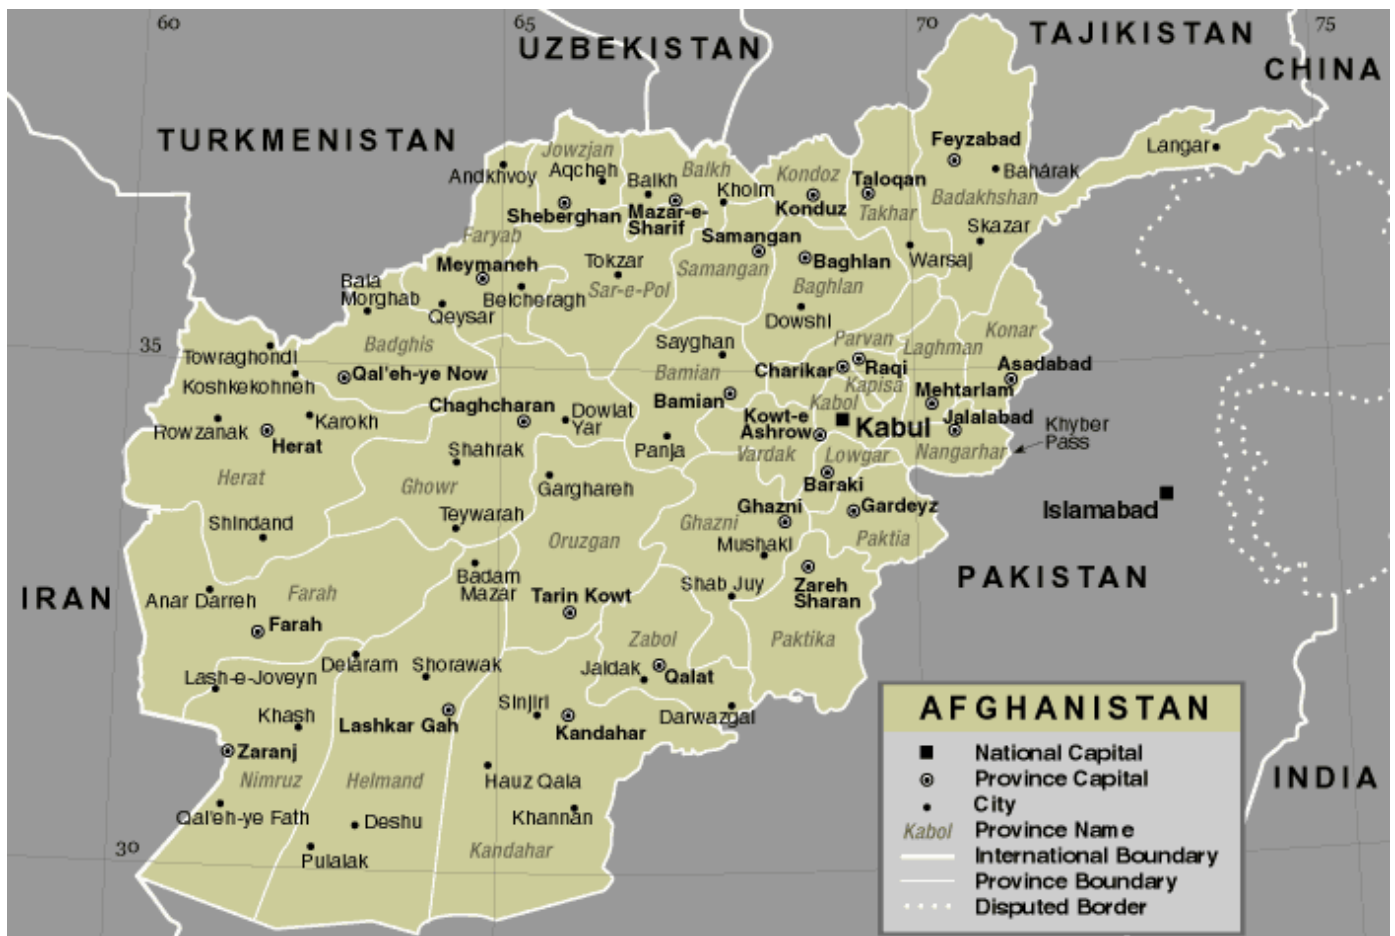 60
65
70
75
UZBEKISTAN
TAJIKISTAN
CHINA
TURKMENISTAN
Feyzabad
Langar
Jowzjan
Andkhvoy
Aqcheh
Balkh
Balkh
Kholm
Kondoz
Taloqan
Bahárak
Sheberghan
Mazar-e-
Sharif
Konduz
Takhar
Badakhshan
Faryab
Samangan
Skazar
Meymaneh
Tokzar
Samangan
Baghlan
Warsaj
Bala
Morghab
Belcheragh
Sar-e-Pol
Baghlan
Qeysar
Dowshi
35
Towraghondi
Badghis
Sayghan
Parvan
Laghman
Konar
Koshkekohneh
Qal'eh-ye Now
Bamian
Charikar
Raqi
Asadabad
Kapisa
Mehtarlam
Chaghcharan
Dowlat
Yar
Bamian
Kabol
Rowzanak
Karokh
Herat
Kowt-e
Ashrow
Kabul
Jalalabad
Khyber
Pass
Shahrak
Panja
Vardak
Lowgar
Nangarhar
Herat
Ghowr
Garghareh
Baraki
Shindand
Teywarah
Ghazni
Ghazni
Gardeyz
Islamabad
Oruzgan
Mushaki
Paktia
IRAN
Anar Darreh
Farah
Badam
Mazar
Tarin Kowt
Shab Juy
Zareh
Sharan
PAKISTAN
Farah
Zabol
Paktika
Delaram
Shorawak
Lash-e-Joveyn
Jaldak
Qalat
Khash
Lashkar Gah
Sinjiri
Kandahar
Darwazgai
Zaranj
Nimruz
Helmand
Hauz Qala
Qal'eh-ye Fath
Deshu
Khannan
Pulalak
Kandahar
30
INDIA
AFGHANISTAN
National Capital
Province Capital
City
Kabol Province Name
International Boundary
Province Boundary
Disputed Border